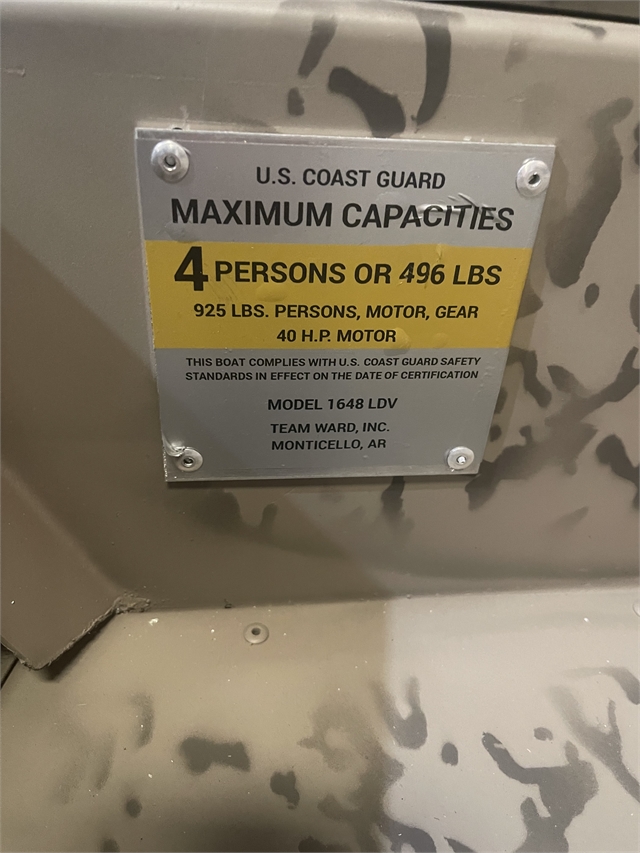 U.S. COAST GUARD
MAXIMUM CAPACITIES
4 PERSONS OR 496 LBS
925 LBS. PERSONS, MOTOR, GEAR
40 H.P. MOTOR
THIS BOAT COMPLIES WITH U.S. COAST GUARD SAFETY
STANDARDS IN EFFECT ON THE DATE OF CERTIFICATION
MODEL 1648 LDV
TEAM WARD, INC.
MONTICELLO, AR